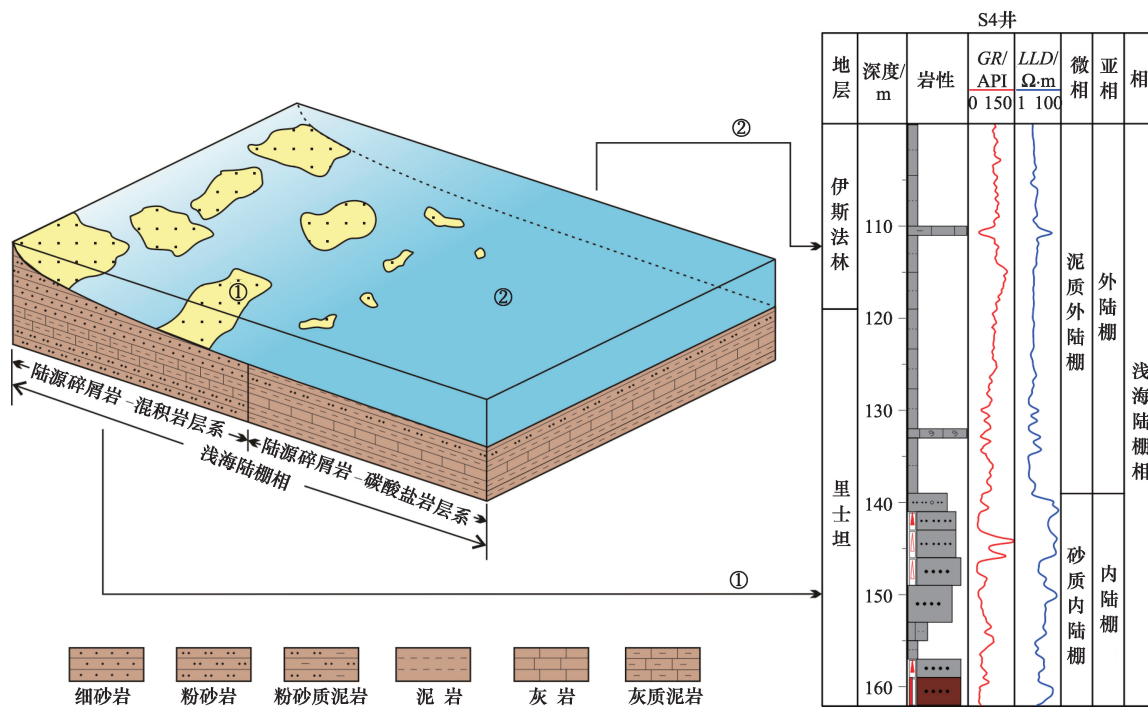 S4井
地层
深度/m
岩性
GR/API
0 150
LLD/Ω·m
1 100
微相
亚相
相
伊斯法林
里士坦
110
120
130
140
150
160
泥质外陆棚
砂质内陆棚
外陆棚
内陆棚
浅海陆棚相
②
①
①
②
陆源碎屑岩-混积岩层系
陆源碎屑岩-碳酸盐岩层系
浅海陆棚相
细砂岩
粉砂岩
粉砂质泥岩
泥 岩
灰 岩
灰质泥岩